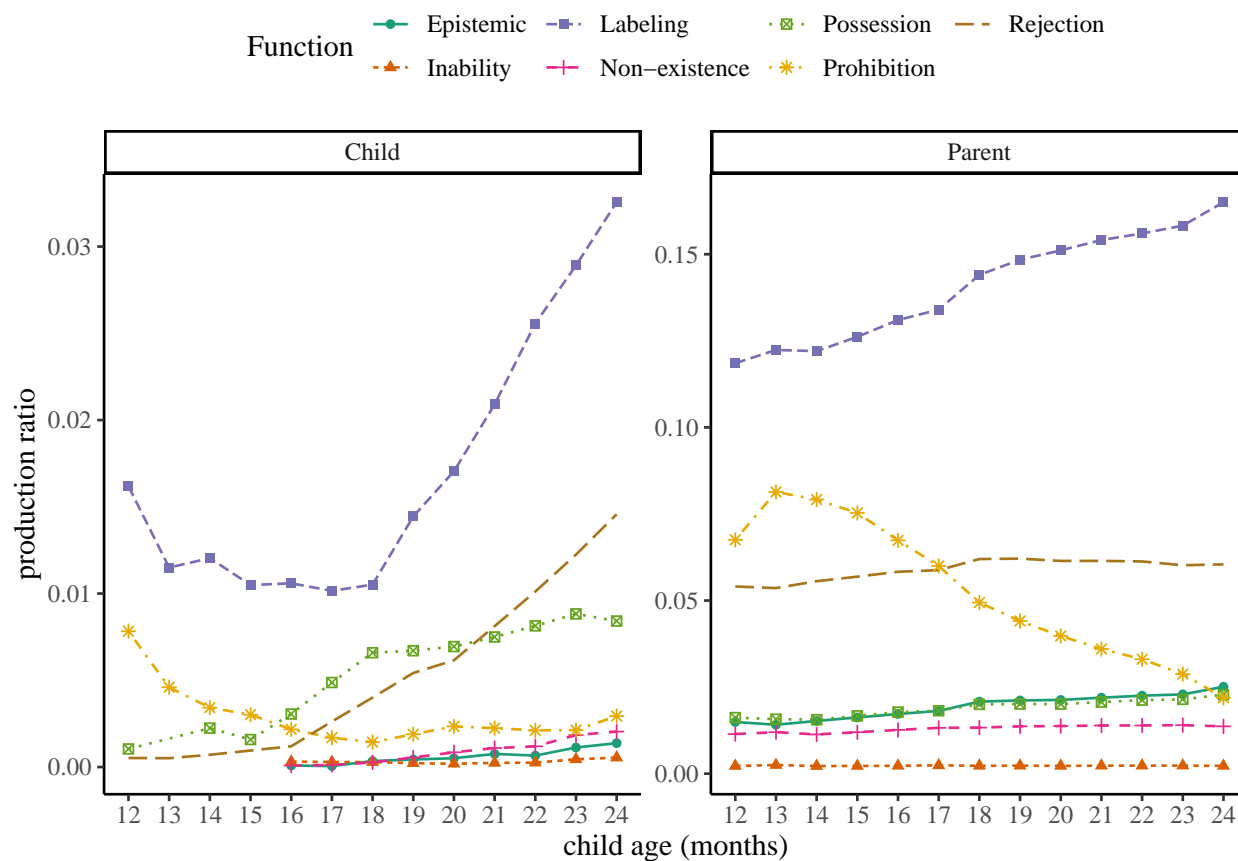 Function
Epistemic Labeling Possession Rejection
Inability Non−existence Prohibition
Child Parent
production ratio
0.03
0.02
0.01
0.00
0.15
0.10
0.05
0.00
12 13 14 15 16 17 18 19 20 21 22 23 24
12 13 14 15 16 17 18 19 20 21 22 23 24
child age (months)